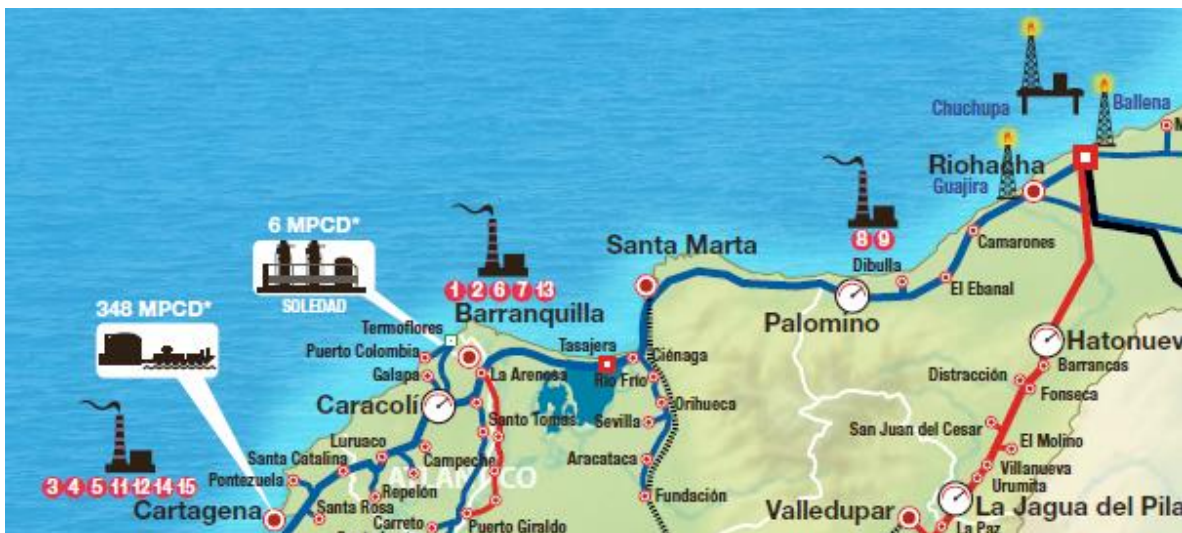 Chuchupa
Ballena
Riohacha
Guajira
M
6 MPCD*
SOLEDAD
8 9
Camarones
Santa Marta
Dibulla
El Ebanal
1 2 6 7 13
Barranquilla
Palomino
348 MPCD*
Termoflores
Tasajera
Ciénaga
Hatonuev
Puerto Colombia
Galapa
La Arenosa
Rio Frío
Barrancas
Distracción
Fonseca
Caracolí
Santo Tomas
Sevilla
Orihueca
San Juan del Cesar
El Molino
3 4 5 11 12 14 15
Luruaco
Santa Catalina
Campeche
Aracataca
Villanueva
Urumita
Pontezuela
ATLÁNTICO
Repelón
Fundación
Santa Rosa
Cartagena
Carreto
Puerto Giraldo
Valledupar
La Jagua del Pila
La Paz